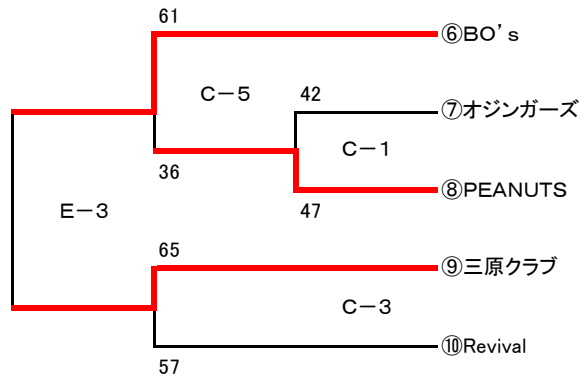 61
⑥BO’s
C－5
42
⑦オジンガーズ
C－1
36
⑧PEANUTS
47
E－3
65
⑨三原クラブ
C－3
⑩Revival
57